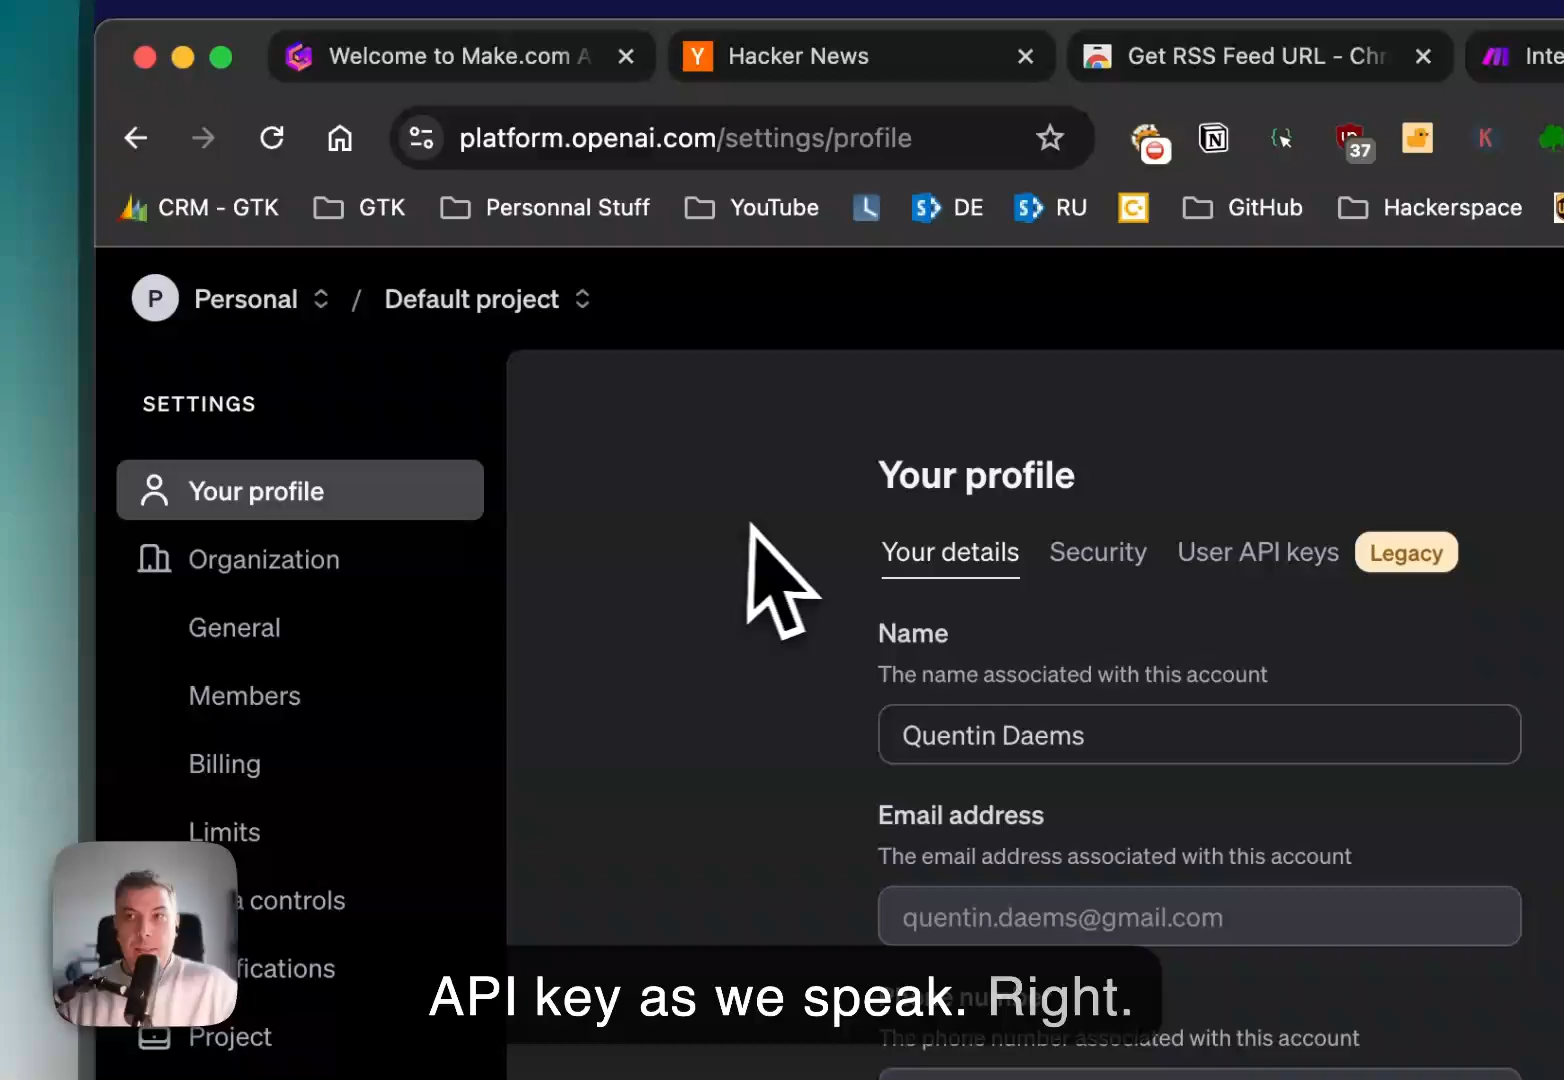 Welcome to Make.com A
Hacker News
Get RSS Feed URL - Chr
Inte
platform.openai.com/settings/profile
37
CRM - GTK
GTK
Personnal Stuff
YouTube
DE
RU
GitHub
Hackerspace
P
Personal / Default project
SETTINGS
Your profile
Organization
General
Members
Billing
Limits
a controls
fications
Project
Your profile
Your details
Security
User API keys
Legacy
Name
The name associated with this account
Quentin Daems
Email address
The email address associated with this account
quentin.daems@gmail.com
API key as we speak. Right.
The phone number associated with this account